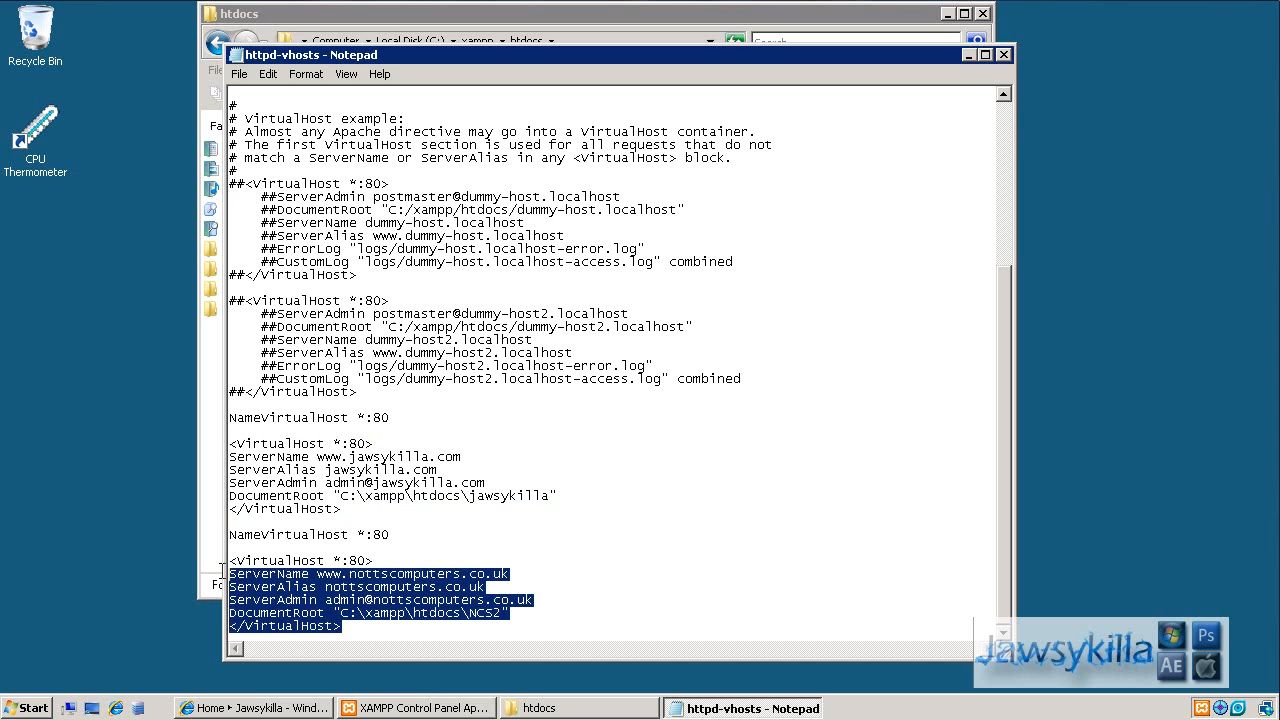 htdocs
Recycle Bin
Computer Local Disk (C:) xampp htdocs
Search
httpd-vhosts - Notepad
File Edit Format View Help
CPU
Thermometer
Fa
#
# VirtualHost example:
# Almost any Apache directive may go into a VirtualHost container.
# The first VirtualHost section is used for all requests that do not
# match a ServerName or ServerAlias in any <VirtualHost> block.
#
##<VirtualHost *:80>
##ServerAdmin postmaster@dummy-host.localhost
##DocumentRoot "C:/xampp/htdocs/dummy-host.localhost"
##ServerName dummy-host.localhost
##ServerAlias www.dummy-host.localhost
##ErrorLog "logs/dummy-host.localhost-error.log"
##CustomLog "logs/dummy-host.localhost-access.log" combined
##</VirtualHost>
##<VirtualHost *:80>
##ServerAdmin postmaster@dummy-host2.localhost
##DocumentRoot "C:/xampp/htdocs/dummy-host2.localhost"
##ServerName dummy-host2.localhost
##ServerAlias www.dummy-host2.localhost
##ErrorLog "logs/dummy-host2.localhost-error.log"
##CustomLog "logs/dummy-host2.localhost-access.log" combined
##</VirtualHost>
NameVirtualHost *:80
<VirtualHost *:80>
ServerName www.jawsykilla.com
ServerAlias jawsykilla.com
ServerAdmin admin@jawsykilla.com
DocumentRoot "C:\xampp\htdocs\jawsykilla"
</VirtualHost>
NameVirtualHost *:80
<VirtualHost *:80>
ServerName www.nottscomputers.co.uk
ServerAlias nottscomputers.co.uk
ServerAdmin admin@nottscomputers.co.uk
DocumentRoot "C:\xampp\htdocs\NCS2"
</VirtualHost>
Jawsykilla
Ps
AE
Start
Home Jawsykilla - Wind...
XAMPP Control Panel Ap...
htdocs
httpd-vhosts - Notepad